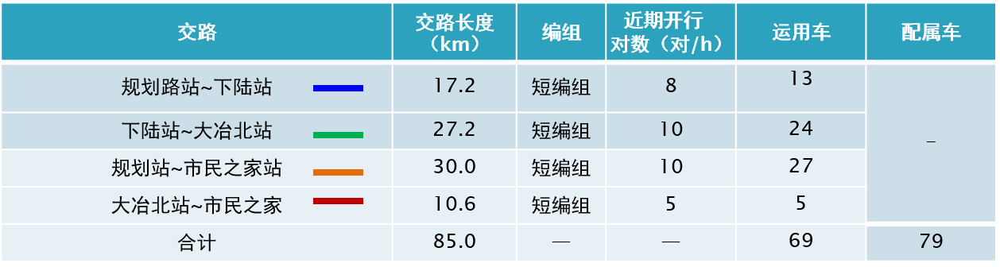 交路 交路长度（km） 编组 近期开行对数（对/h） 运用车 配属车
规划路站~下陆站 17.2 短编组 8 13 –
下陆站~大冶北站 27.2 短编组 10 24
规划站~市民之家站 30.0 短编组 10 27
大冶北站~市民之家 10.6 短编组 5 5
合计 85.0 — — 69 79